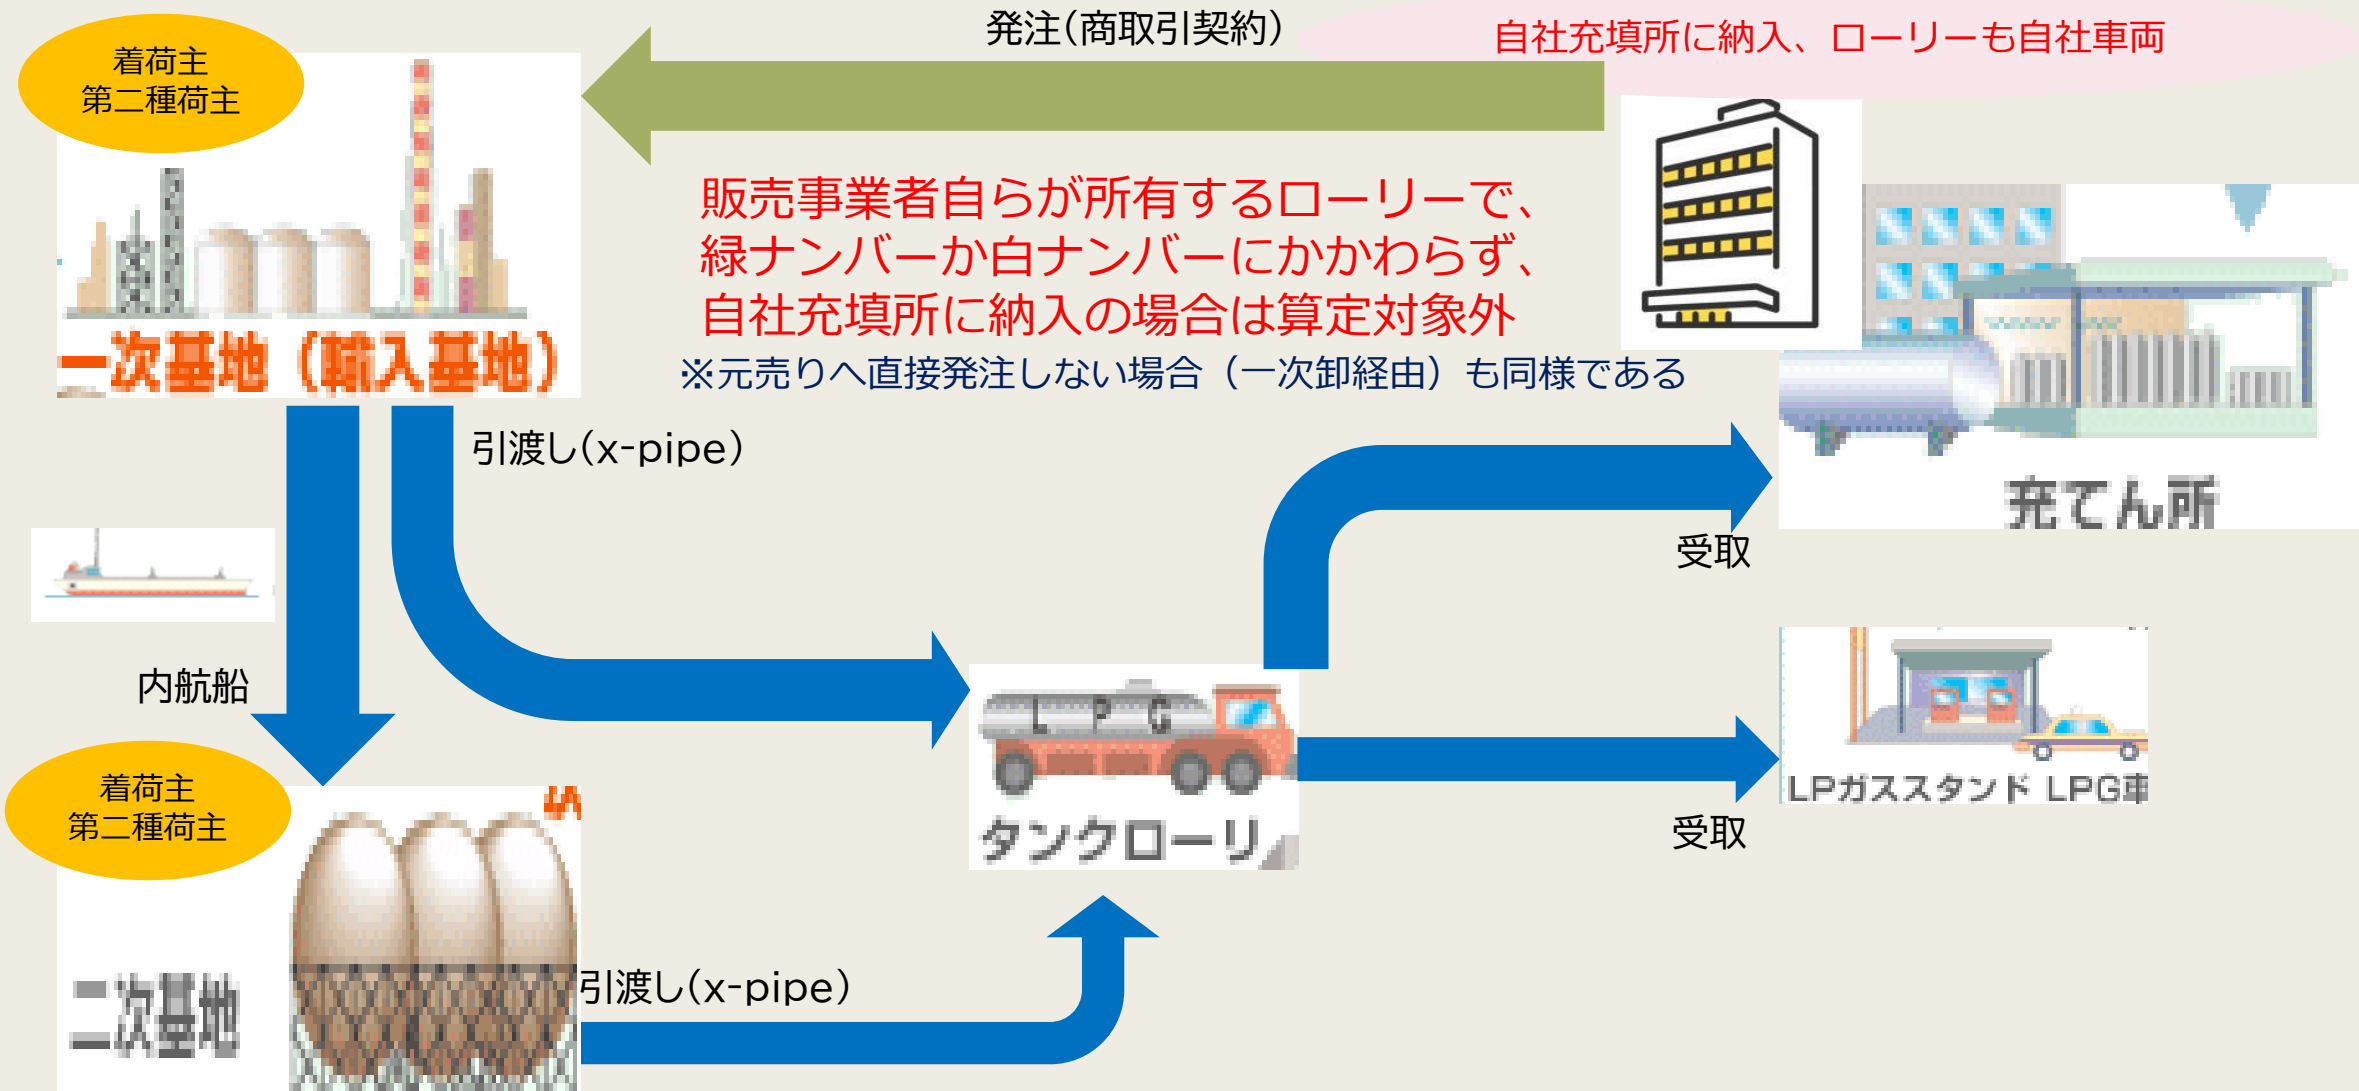 発注(商取引契約)
自社充填所に納入、ローリーも自社車両
着荷主
第二種荷主
販売事業者自らが所有するローリーで、
緑ナンバーか白ナンバーにかかわらず、
自社充填所に納入の場合は算定対象外
※元売りへ直接発注しない場合（一次卸経由）も同様である
一次基地（輸入基地）
引渡し(x-pipe)
充てん所
受取
内航船
LPG
タンクローリ
LPガススタンド LPG車
受取
着荷主
第二種荷主
二次基地
引渡し(x-pipe)